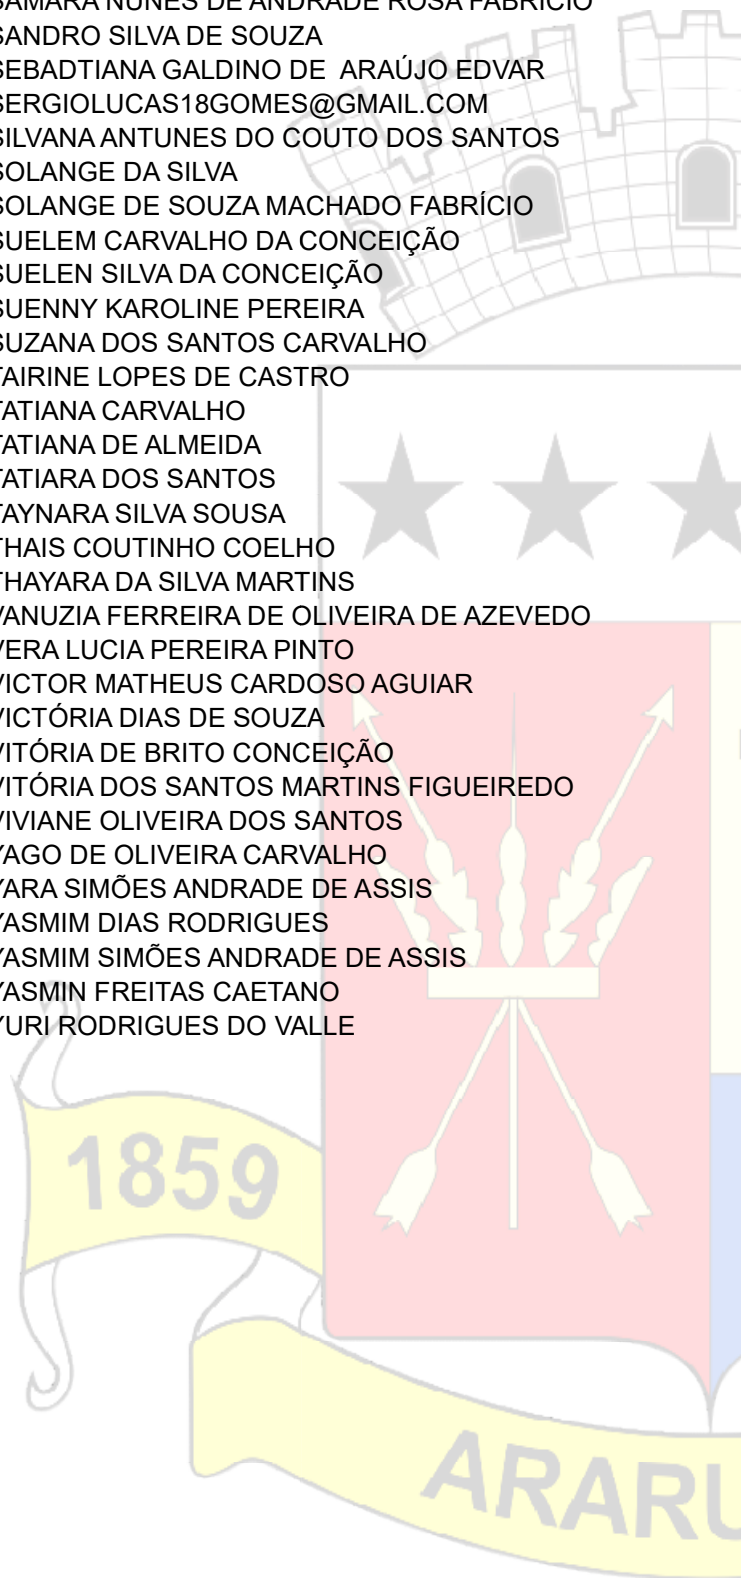 SAMARA NUNES DE ANDRADE ROSA FABRÍCIO
SANDRO SILVA DE SOUZA
SEBADTIANA GALDINO DE  ARAÚJO EDVAR
SERGIOLUCAS18GOMES@GMAIL.COM
SILVANA ANTUNES DO COUTO DOS SANTOS
SOLANGE DA SILVA
SOLANGE DE SOUZA MACHADO FABRÍCIO
SUELEM CARVALHO DA CONCEIÇÃO
SUELEN SILVA DA CONCEIÇÃO
SUENNY KAROLINE PEREIRA
SUZANA DOS SANTOS CARVALHO
TAIRINE LOPES DE CASTRO
TATIANA CARVALHO
TATIANA DE ALMEIDA
TATIARA DOS SANTOS
TAYNARA SILVA SOUSA
THAIS COUTINHO COELHO
THAYARA DA SILVA MARTINS
VANUZIA FERREIRA DE OLIVEIRA DE AZEVEDO
VERA LUCIA PEREIRA PINTO
VICTOR MATHEUS CARDOSO AGUIAR
VICTÓRIA DIAS DE SOUZA
VITÓRIA DE BRITO CONCEIÇÃO
VITÓRIA DOS SANTOS MARTINS FIGUEIREDO
VIVIANE OLIVEIRA DOS SANTOS
YAGO DE OLIVEIRA CARVALHO
YARA SIMÕES ANDRADE DE ASSIS
YASMIM DIAS RODRIGUES
YASMIM SIMÕES ANDRADE DE ASSIS
YASMIN FREITAS CAETANO
YURI RODRIGUES DO VALLE
1859
ARARU